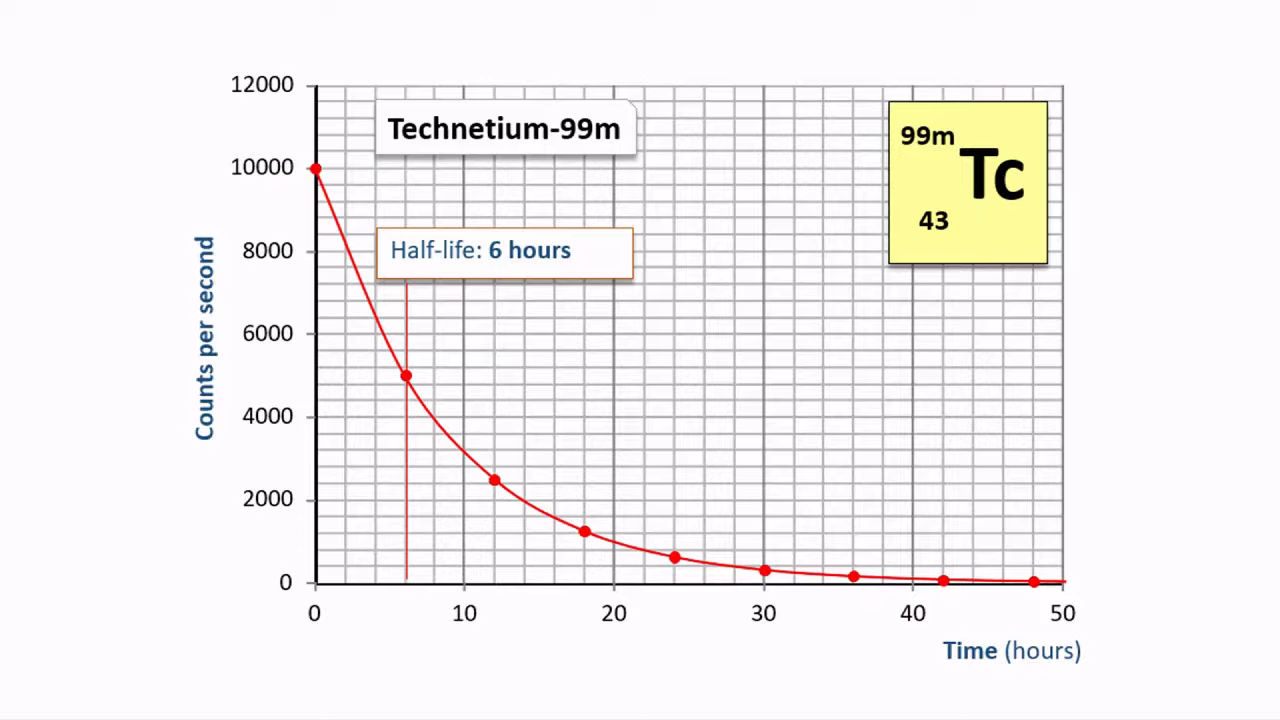 12000
Technetium-99m
99m
Tc
43
10000
Half-life: 6 hours
8000
Counts per second
6000
4000
2000
0
0 10 20 30 40 50
Time (hours)